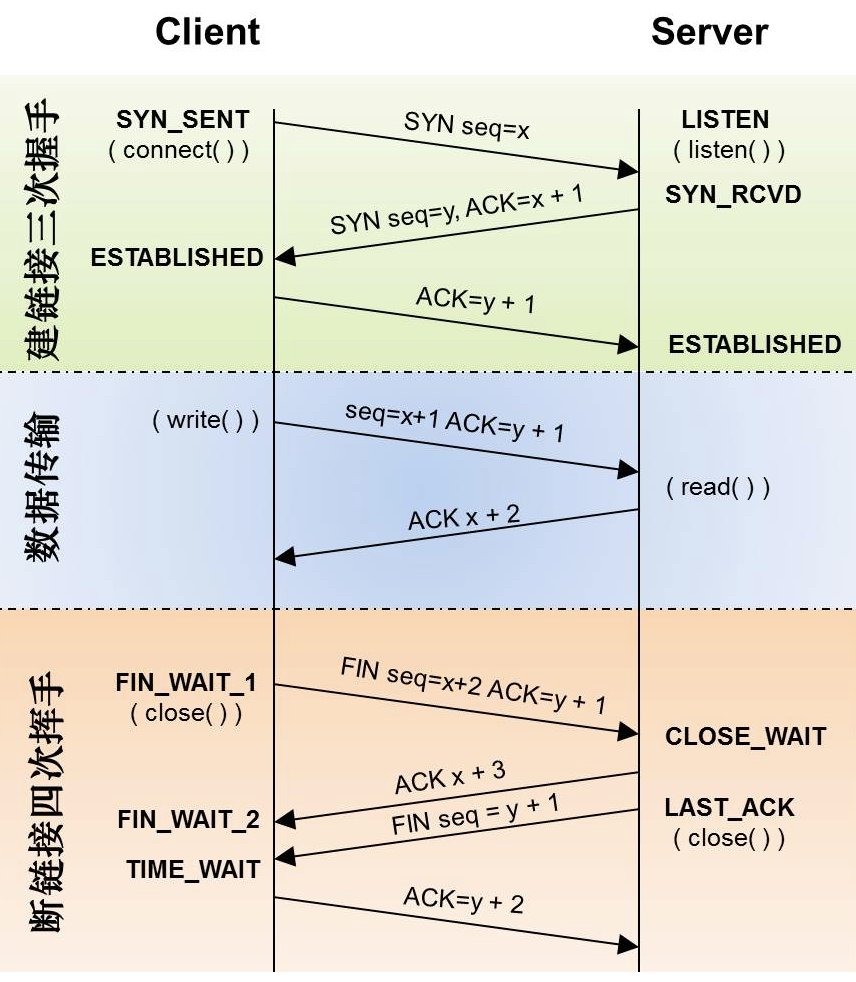 Client
Server
建链接三次握手
SYN_SENT
( connect( ) )
SYN seq=x
LISTEN
( listen( ) )
SYN_RCVD
SYN seq=y, ACK=x + 1
ESTABLISHED
ACK=y + 1
ESTABLISHED
数据传输
( write( ) )
seq=x+1 ACK=y + 1
( read( ) )
ACK x + 2
断链接四次挥手
FIN_WAIT_1
( close( ) )
FIN seq=x+2 ACK=y + 1
CLOSE_WAIT
ACK x + 3
FIN_WAIT_2
FIN seq = y + 1
LAST_ACK
( close( ) )
TIME_WAIT
ACK=y + 2